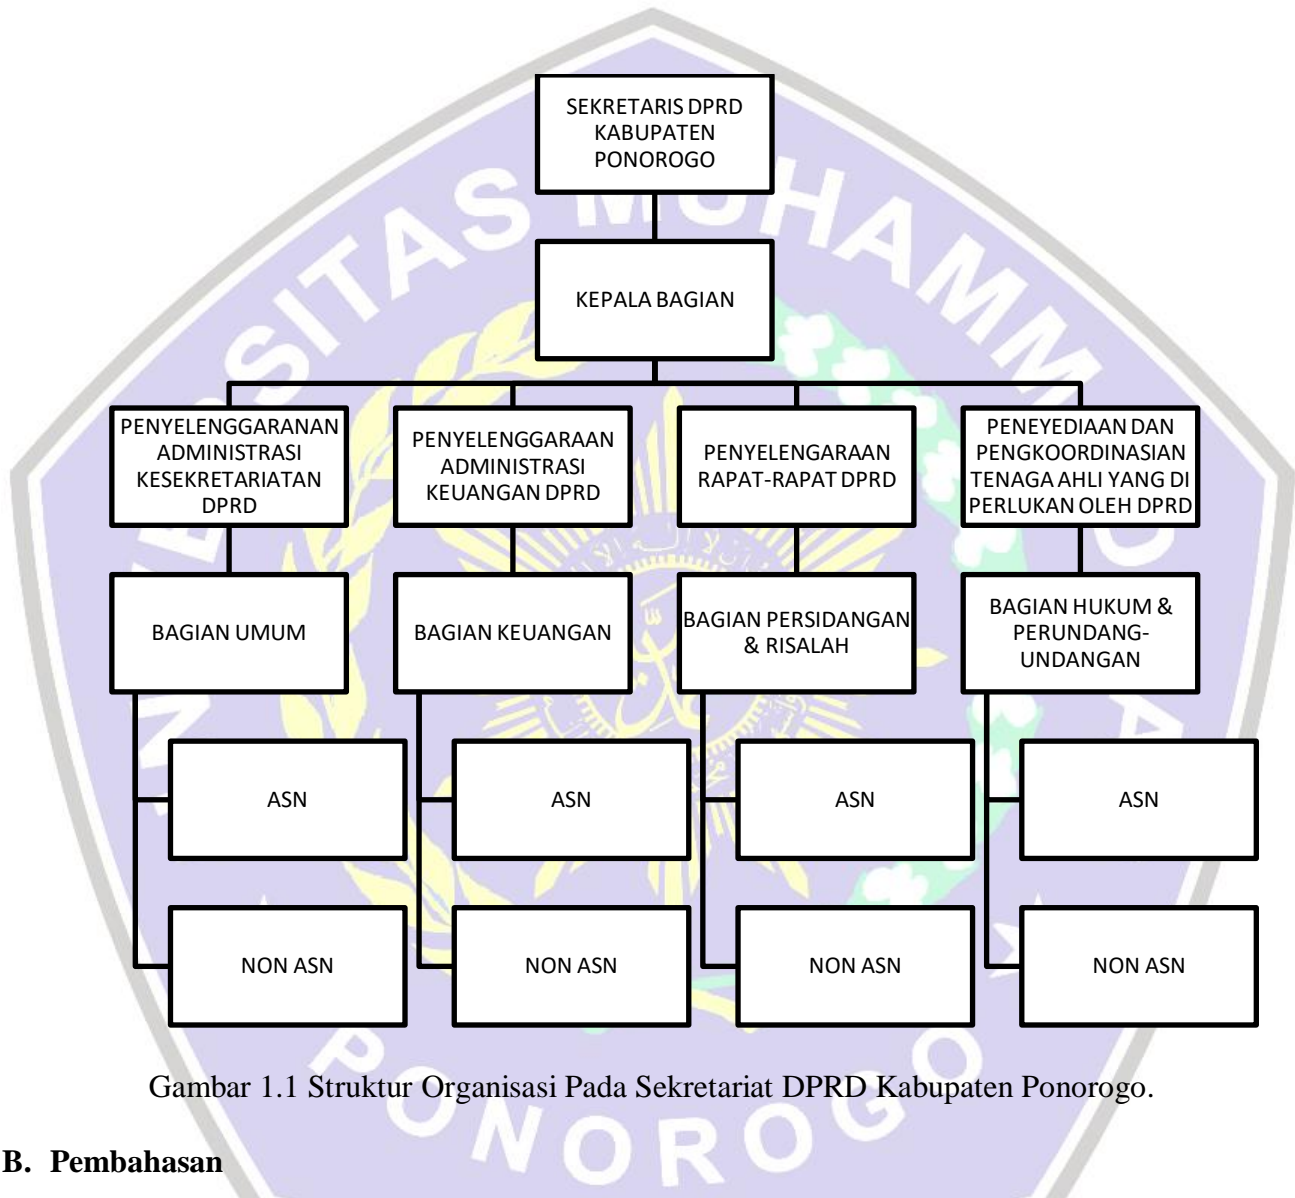 SEKRETARIS DPRD
KABUPATEN
PONOROGO
KEPALA BAGIAN
PENYELENGGARANAN
ADMINISTRASI
KESEKRETARIATAN
DPRD
PENYELENGGARAAN
ADMINISTRASI
KEUANGAN DPRD
PENYELENGARAAN
RAPAT-RAPAT DPRD
PENEYEDIAAN DAN
PENGKOORDINASIAN
TENAGA AHLI YANG DI
PERLUKAN OLEH DPRD
BAGIAN UMUM
BAGIAN KEUANGAN
BAGIAN PERSIDANGAN
& RISALAH
BAGIAN HUKUM &
PERUNDANG-
UNDANGAN
ASN
ASN
ASN
ASN
NON ASN
NON ASN
NON ASN
NON ASN
Gambar 1.1 Struktur Organisasi Pada Sekretariat DPRD Kabupaten Ponorogo.
B. Pembahasan
PONOROGO